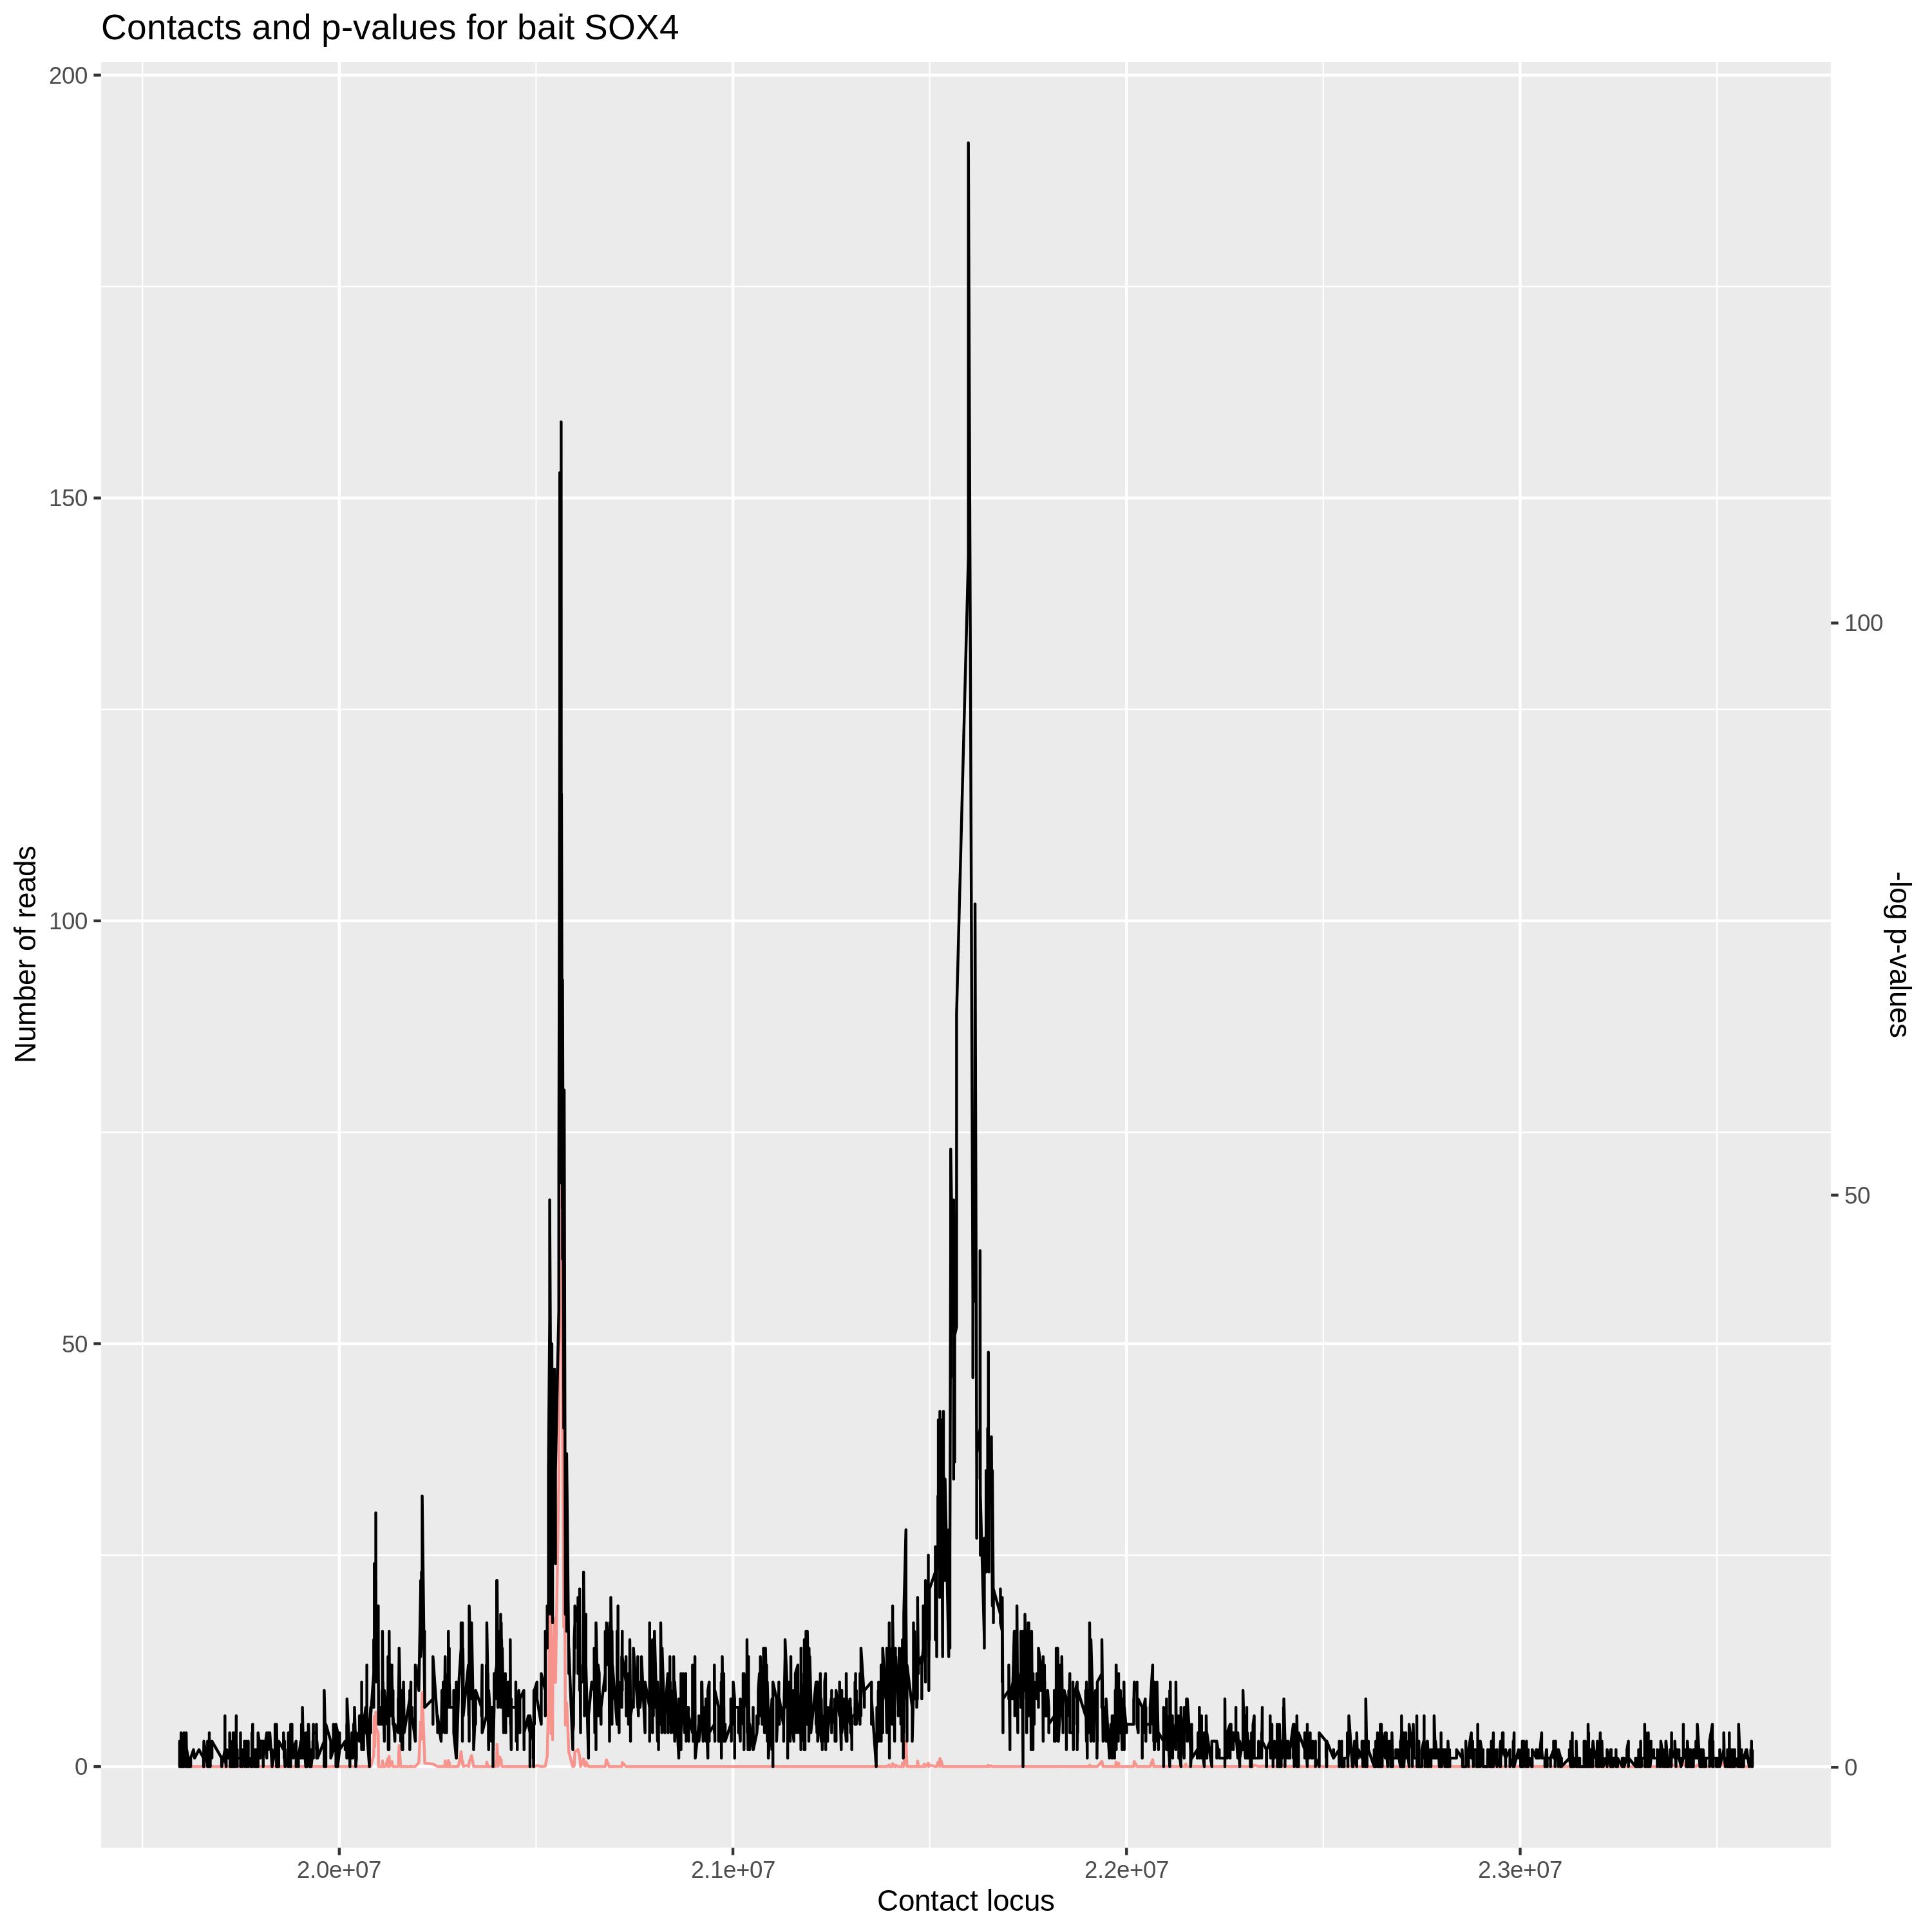 Contacts and p-values for bait SOX4
200
150
100
50
0
Number of reads
100
50
0
-log p-values
2.0e+07
2.1e+07
2.2e+07
2.3e+07
Contact locus